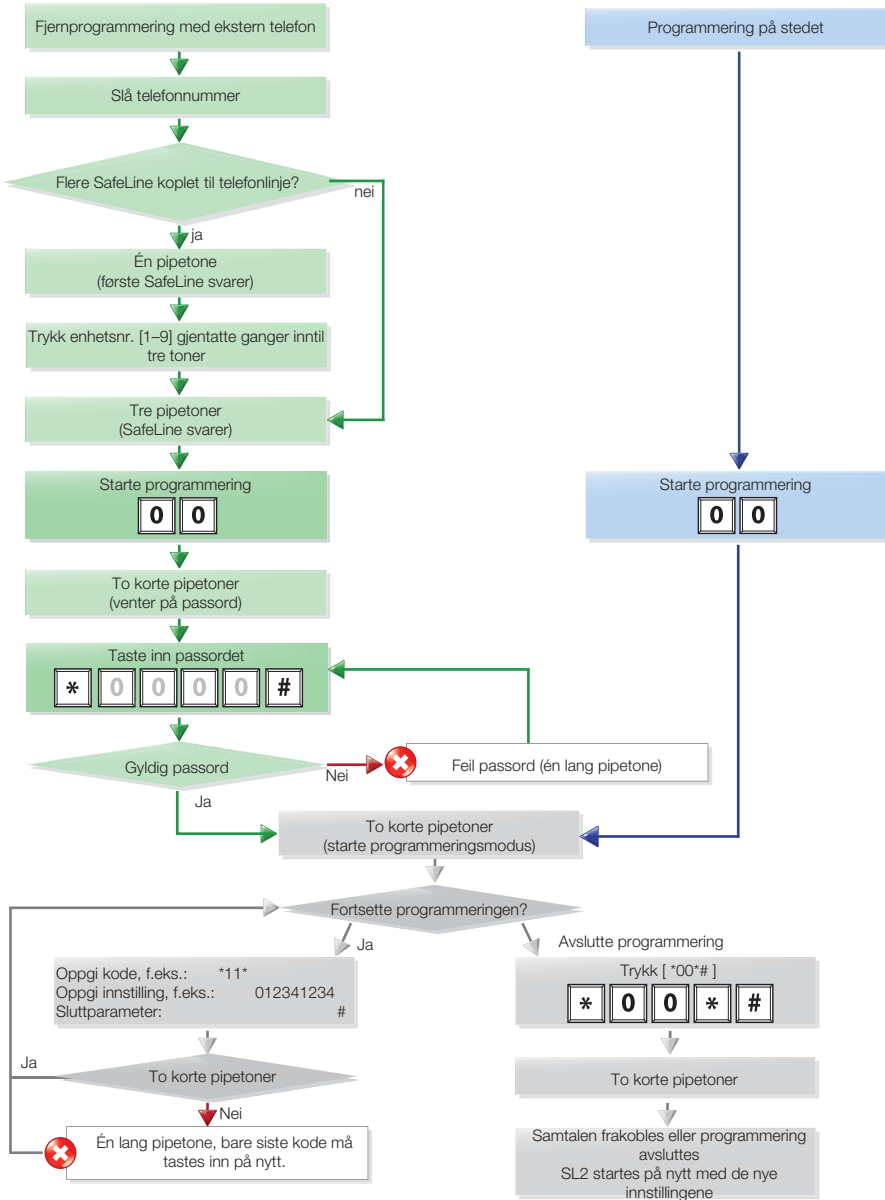 Fjernprogrammering med ekstern telefon
Programmering på stedet
Slå telefonnummer
Flere SafeLine koplet til telefonlinje?
nei
ja
Én pipetone
(første SafeLine svarer)
Trykk enhetsnr. [1–9] gjentatte ganger inntil
tre toner
Tre pipetoner
(SafeLine svarer)
Starte programmering
0 0
Starte programmering
0 0
To korte pipetoner
(venter på passord)
Taste inn passordet
* 0 0 0 0 #
Gyldig passord
Nei
Feil passord (én lang pipetone)
Ja
To korte pipetoner
(starte programmeringsmodus)
Fortsette programmeringen?
Ja
Avslutte programmering
Oppgi kode, f.eks.: *11*
Oppgi innstilling, f.eks.: 012341234
Sluttparameter: #
Trykk [ *00*# ]
* 0 0 * #
Ja
To korte pipetoner
To korte pipetoner
Nei
Én lang pipetone, bare siste kode må
tastes inn på nytt.
Samtalen frakobles eller programmering
avsluttes
SL2 startes på nytt med de nye
innstillingene